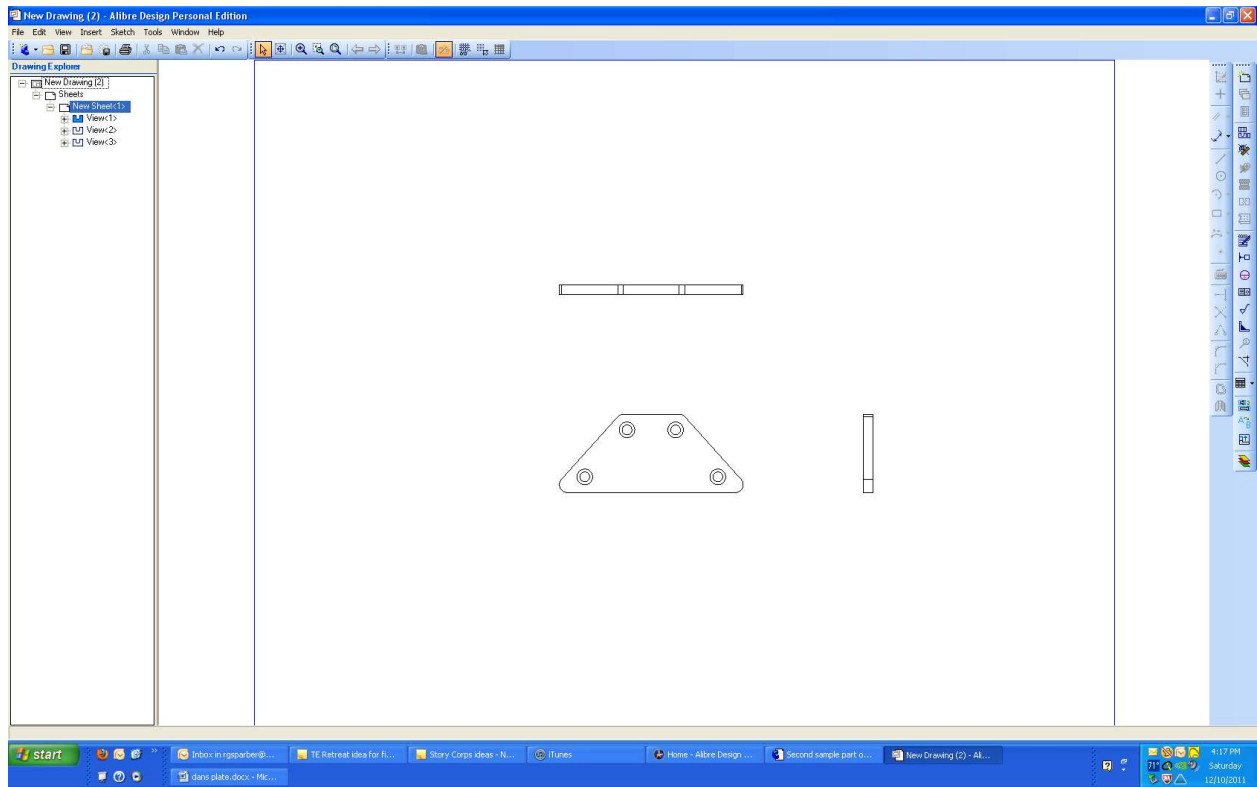 New Drawing (2) - Alibre Design Personal Edition
File Edit View Insert Sketch Tools Window Help
Drawing Explorer
New Drawing (2)
Sheets
New Sheet<1>
View<1>
View<2>
View<3>
start
Inbox in rgsparber@...
TE Retreat idea for fi...
Story Corps ideas - N...
iTunes
Home - Alibre Design ...
Second sample part o...
New Drawing (2) - Ali...
dans plate.docx - Mic...
4:17 PM
71°
Saturday
12/10/2011